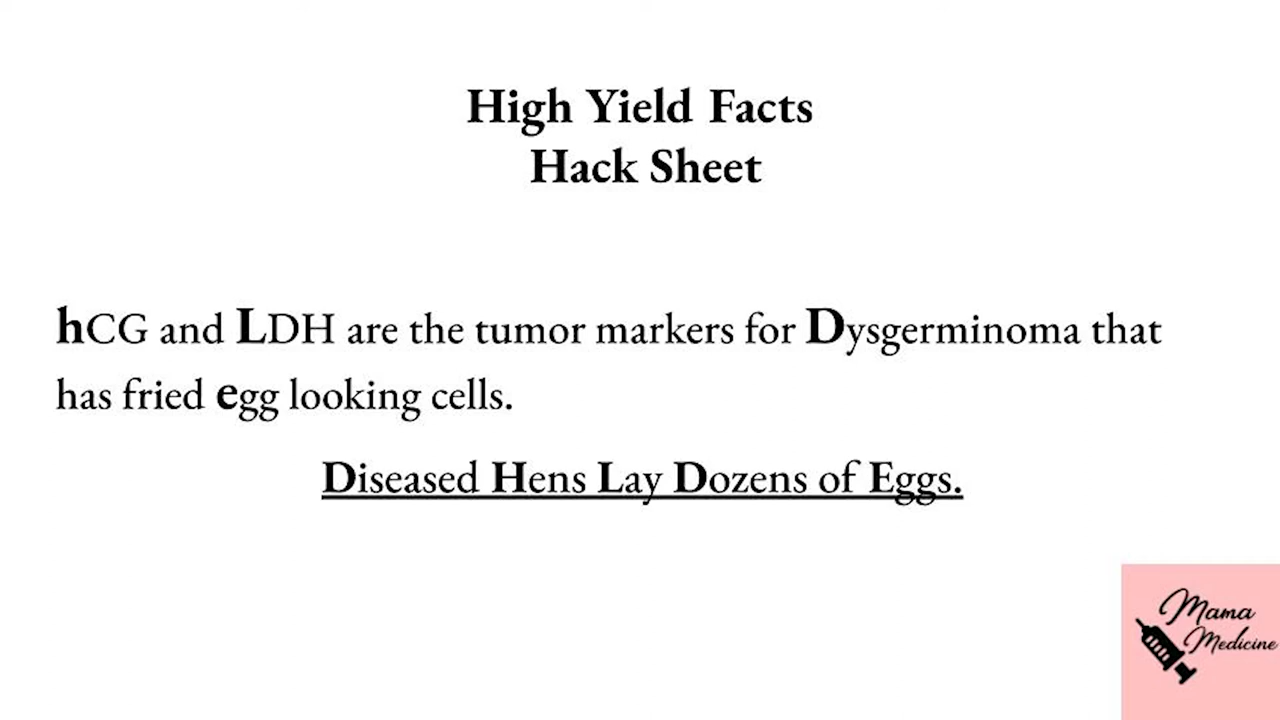 High Yield Facts
Hack Sheet
hCG and LDH are the tumor markers for Dysgerminoma that
has fried egg looking cells.
Diseased Hens Lay Dozens of Eggs.
Mama
Medicine